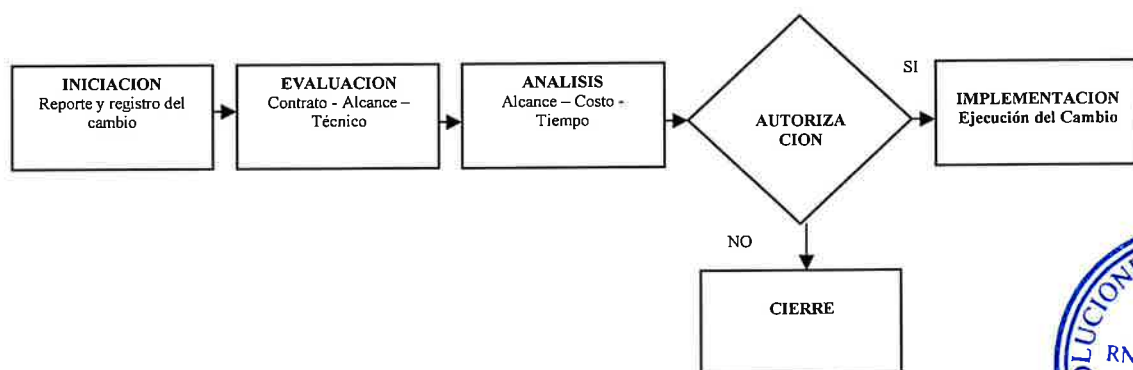 INICIACION
Reporte y registro del
cambio
EVALUACION
Contrato - Alcance –
Técnico
ANALISIS
Alcance – Costo -
Tiempo
AUTORIZA
CION
SI
IMPLEMENTACION
Ejecución del Cambio
NO
CIERRE